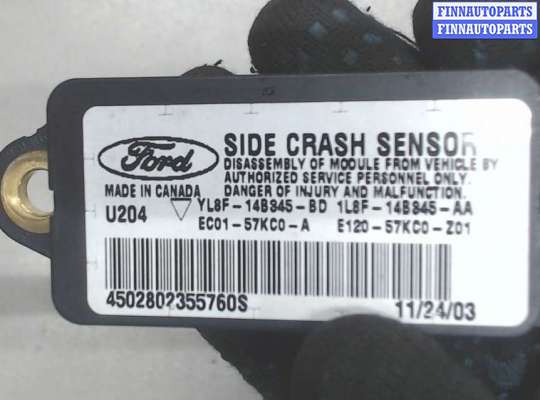 FINNAUTOPARTS
FINNAUTOPARTS
Ford
SIDE CRASH SENSOR
DISASSEMBLY OF MODULE FROM VEHICLE BY
AUTHORIZED SERVICE PERSONNEL ONLY.
DANGER OF INJURY AND MALFUNCTION.
MADE IN CANADA
U204
YL8F-14B345-BD 1L8F-14B345-AA
EC01-57KC0-A E120-57KC0-Z01
4502802355760S
11/24/03